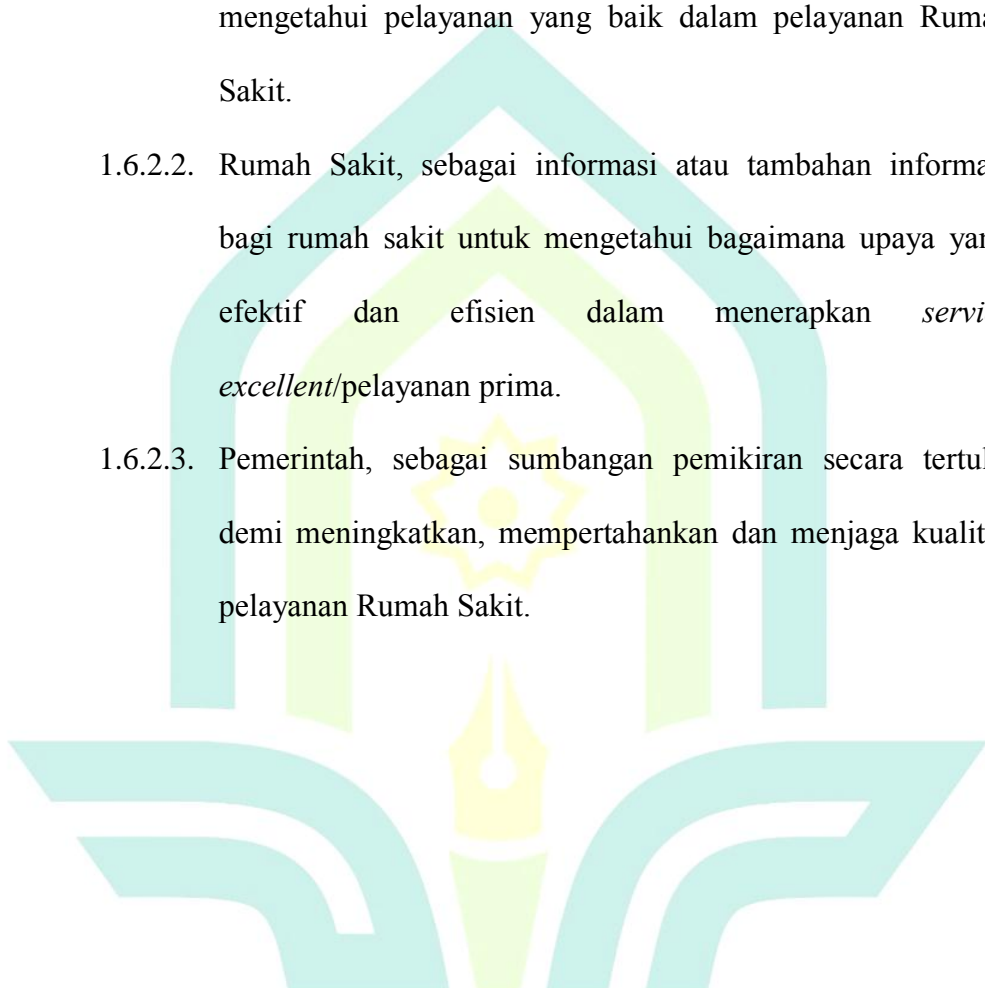 mengetahui pelayanan yang baik dalam pelayanan Ruma
Sakit.
1.6.2.2. Rumah Sakit, sebagai informasi atau tambahan informa
bagi rumah sakit untuk mengetahui bagaimana upaya yan
efektif dan efisien dalam menerapkan servi
excellent/pelayanan prima.
1.6.2.3. Pemerintah, sebagai sumbangan pemikiran secara tertul
demi meningkatkan, mempertahankan dan menjaga kualit
pelayanan Rumah Sakit.